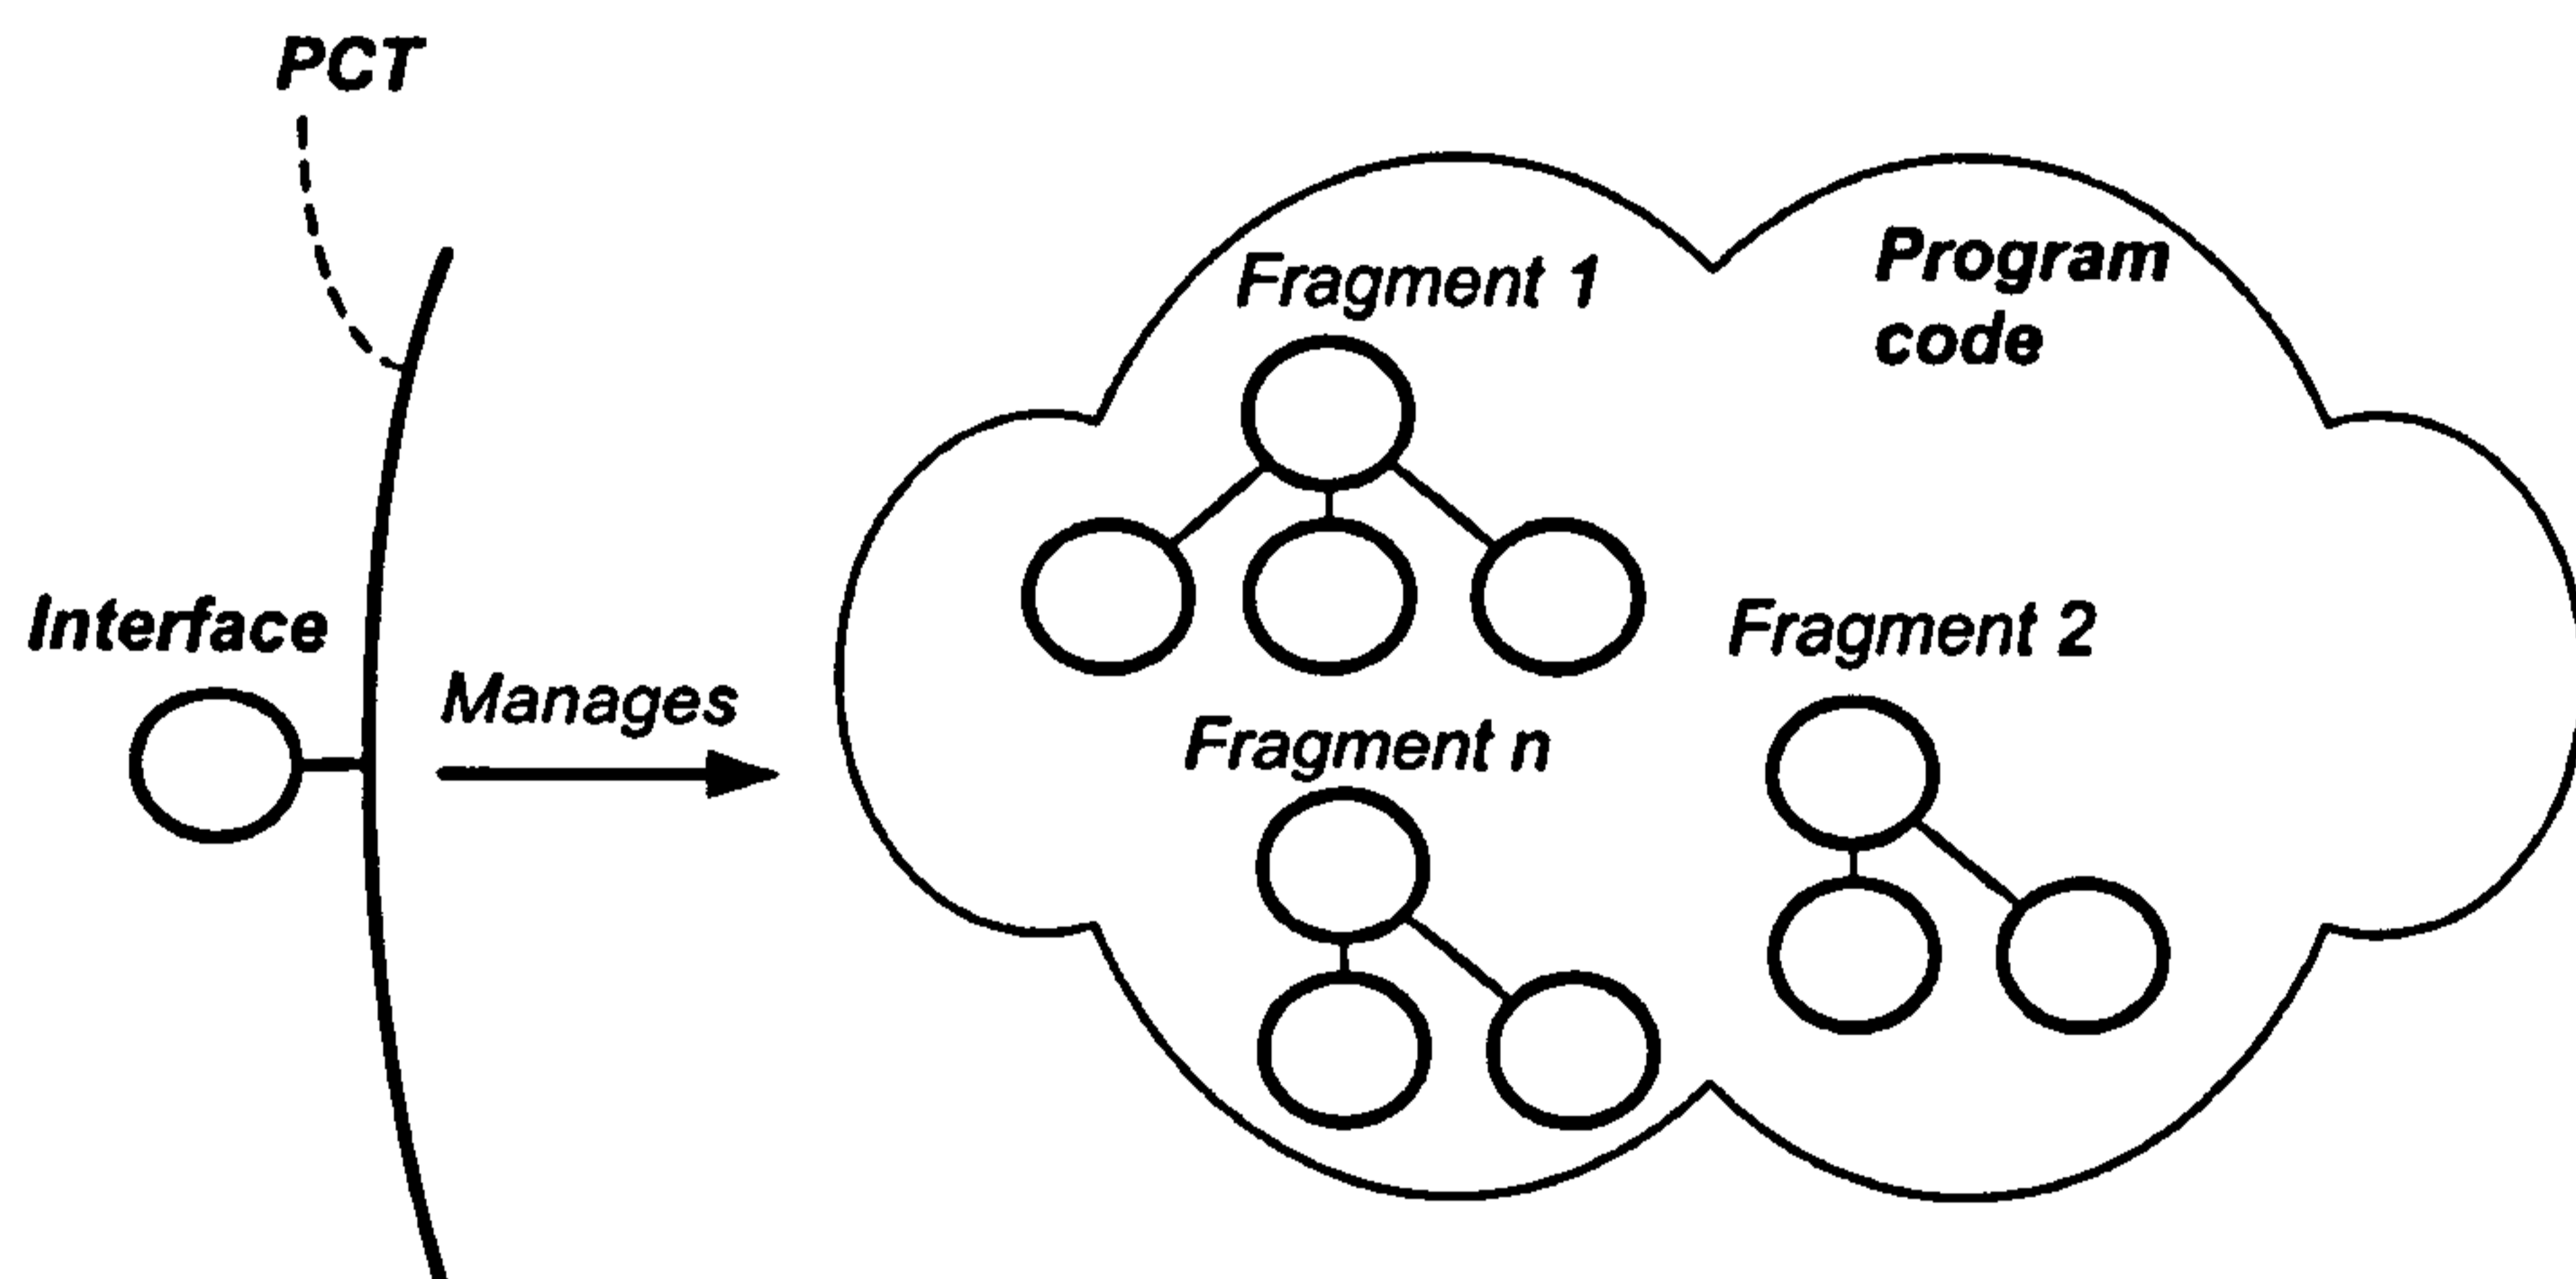 PCT
Fragment 1
Program
code
Interface
Manages
Fragment 2
Fragment n